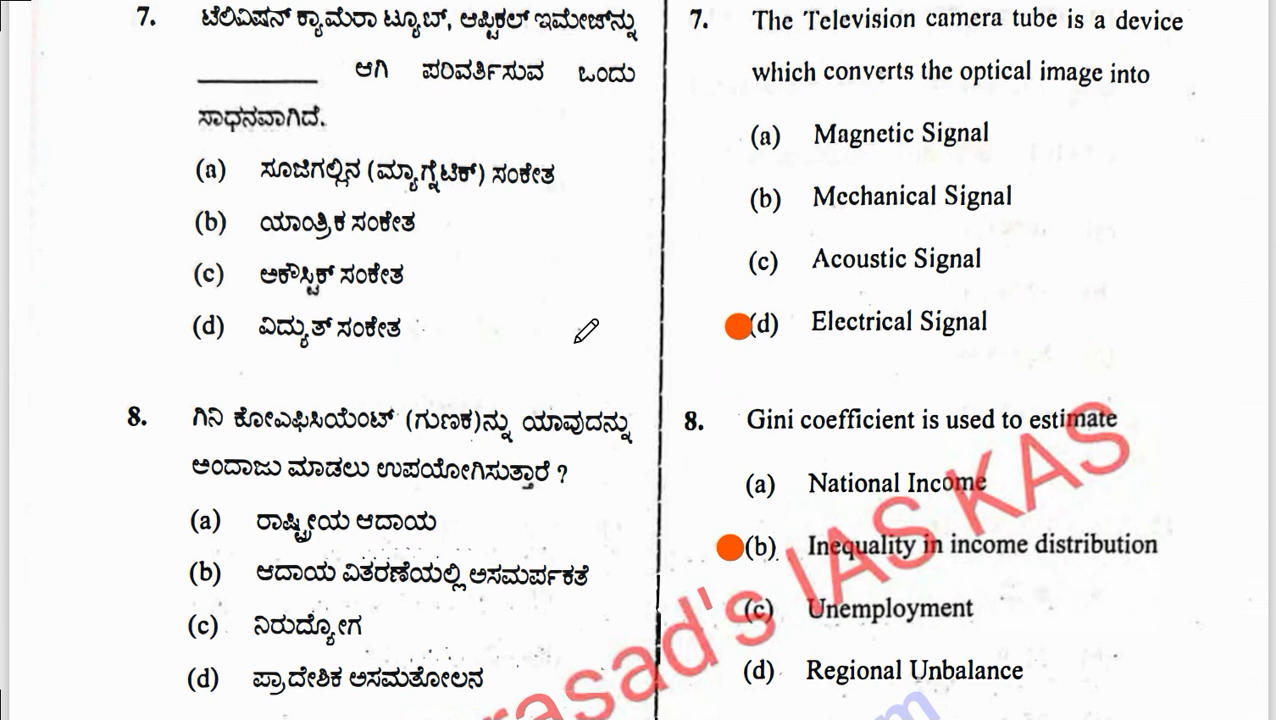 7. ಟೆಲಿವಿಷನ್ ಕ್ಯಾಮೆರಾ ಟ್ಯೂಬ್, ಆಪ್ಟಿಕಲ್ ಇಮೇಜ್‌ನ್ನು
__________ ಆಗಿ ಪರಿವರ್ತಿಸುವ ಒಂದು
ಸಾಧನವಾಗಿದೆ.
(a) ಸೂಜಿಗಲ್ಲಿನ (ಮ್ಯಾಗ್ನೆಟಿಕ್) ಸಂಕೇತ
(b) ಯಾಂತ್ರಿಕ ಸಂಕೇತ
(c) ಅಕೌಸ್ಟಿಕ್ ಸಂಕೇತ
(d) ವಿದ್ಯುತ್ ಸಂಕೇತ
8. ಗಿನಿ ಕೋಎಫಿಸಿಯೆಂಟ್ (ಗುಣಕ)ನ್ನು ಯಾವುದನ್ನು
ಅಂದಾಜು ಮಾಡಲು ಉಪಯೋಗಿಸುತ್ತಾರೆ ?
(a) ರಾಷ್ಟ್ರೀಯ ಆದಾಯ
(b) ಆದಾಯ ವಿತರಣೆಯಲ್ಲಿ ಅಸಮರ್ಪಕತೆ
(c) ನಿರುದ್ಯೋಗ
(d) ಪ್ರಾದೇಶಿಕ ಅಸಮತೋಲನ
7. The Television camera tube is a device
which converts the optical image into
(a) Magnetic Signal
(b) Mechanical Signal
(c) Acoustic Signal
(d) Electrical Signal
8. Gini coefficient is used to estimate
(a) National Income
(b) Inequality in income distribution
(c) Unemployment
(d) Regional Unbalance
rasad's IAS KAS
m